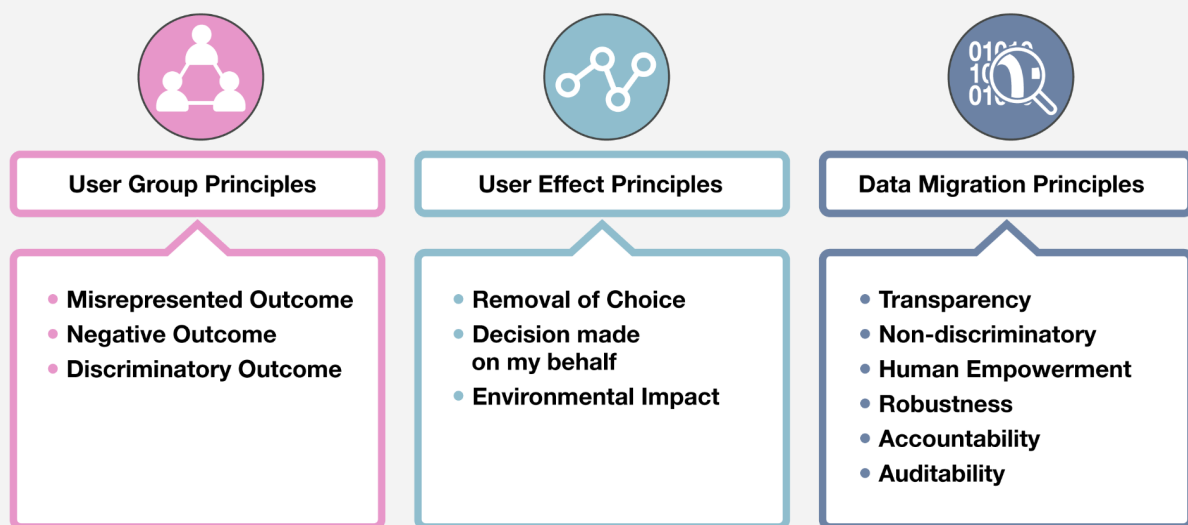 User Group Principles
Misrepresented Outcome
Negative Outcome
Discriminatory Outcome
User Effect Principles
Removal of Choice
Decision made
on my behalf
Environmental Impact
01010
Data Migration Principles
Transparency
Non-discriminatory
Human Empowerment
Robustness
Accountability
Auditability